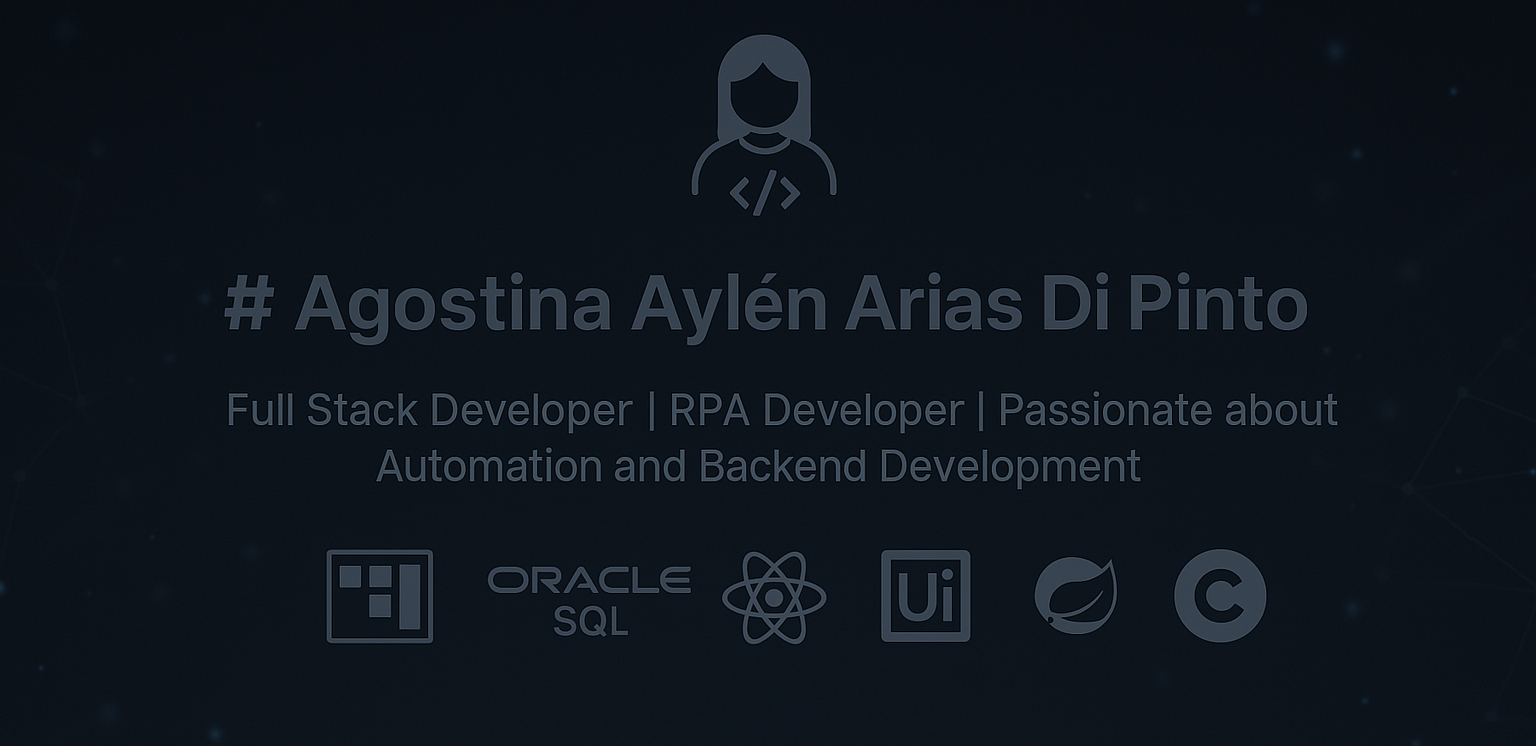 </>
# Agostina Aylén Arias Di Pinto
Full Stack Developer | RPA Developer | Passionate about
Automation and Backend Development
ORACLE
SQL
Ui
C